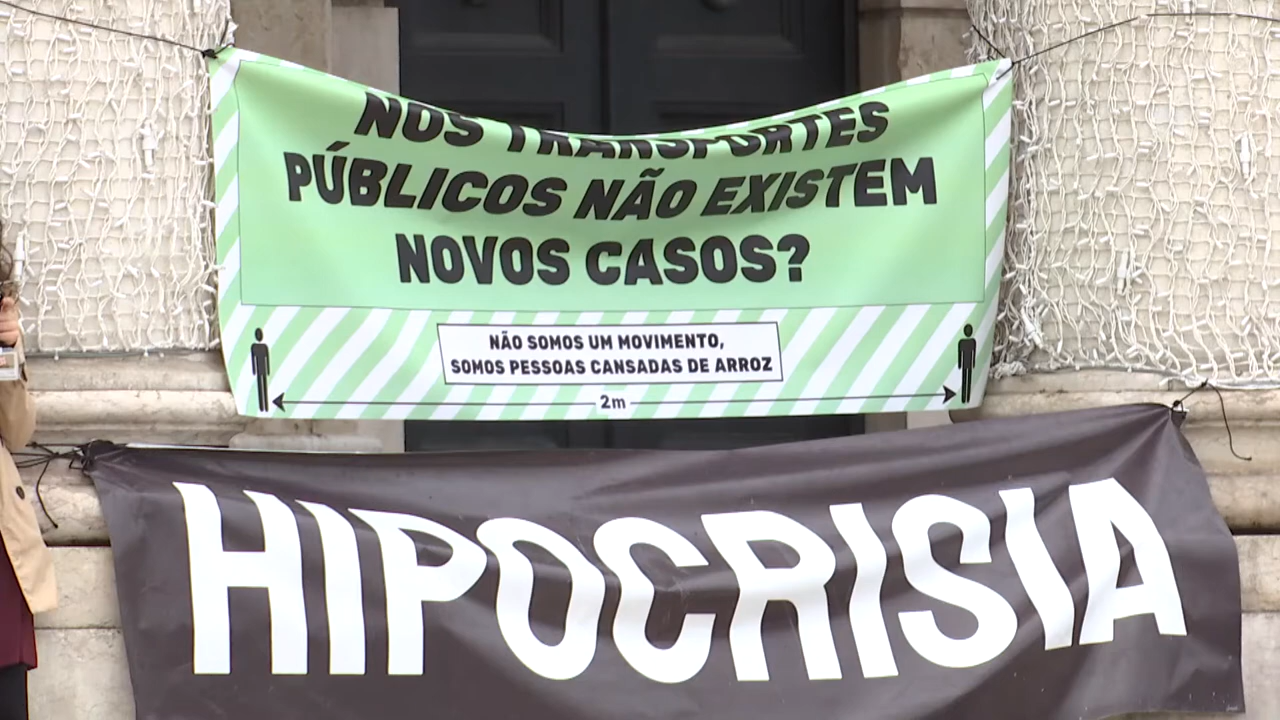 NOS TRANSPORTES
PÚBLICOS NÃO EXISTEM
NOVOS CASOS?
NÃO SOMOS UM MOVIMENTO,
SOMOS PESSOAS CANSADAS DE ARROZ
2m
HIPOCRISIA